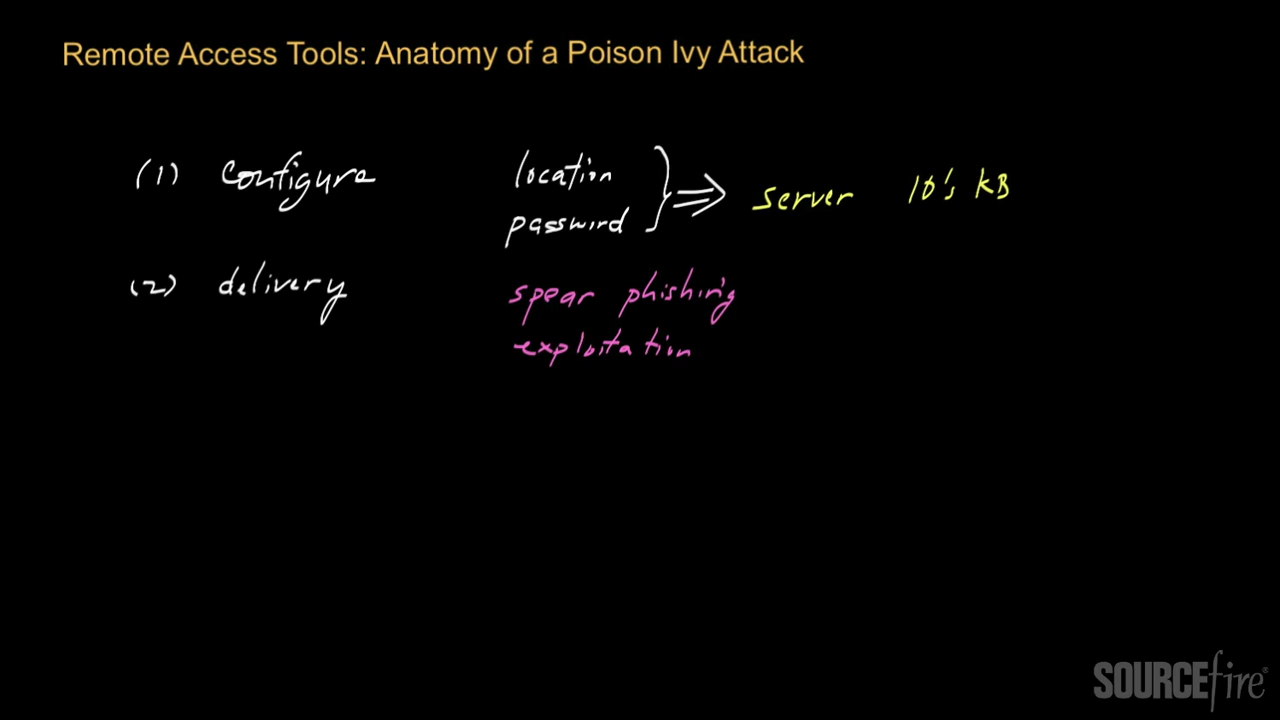 Remote Access Tools: Anatomy of a Poison Ivy Attack
(1) configure location
password } ⇒ server 10's kB
(2) delivery spear phishing
exploitation
SOURCEfire®